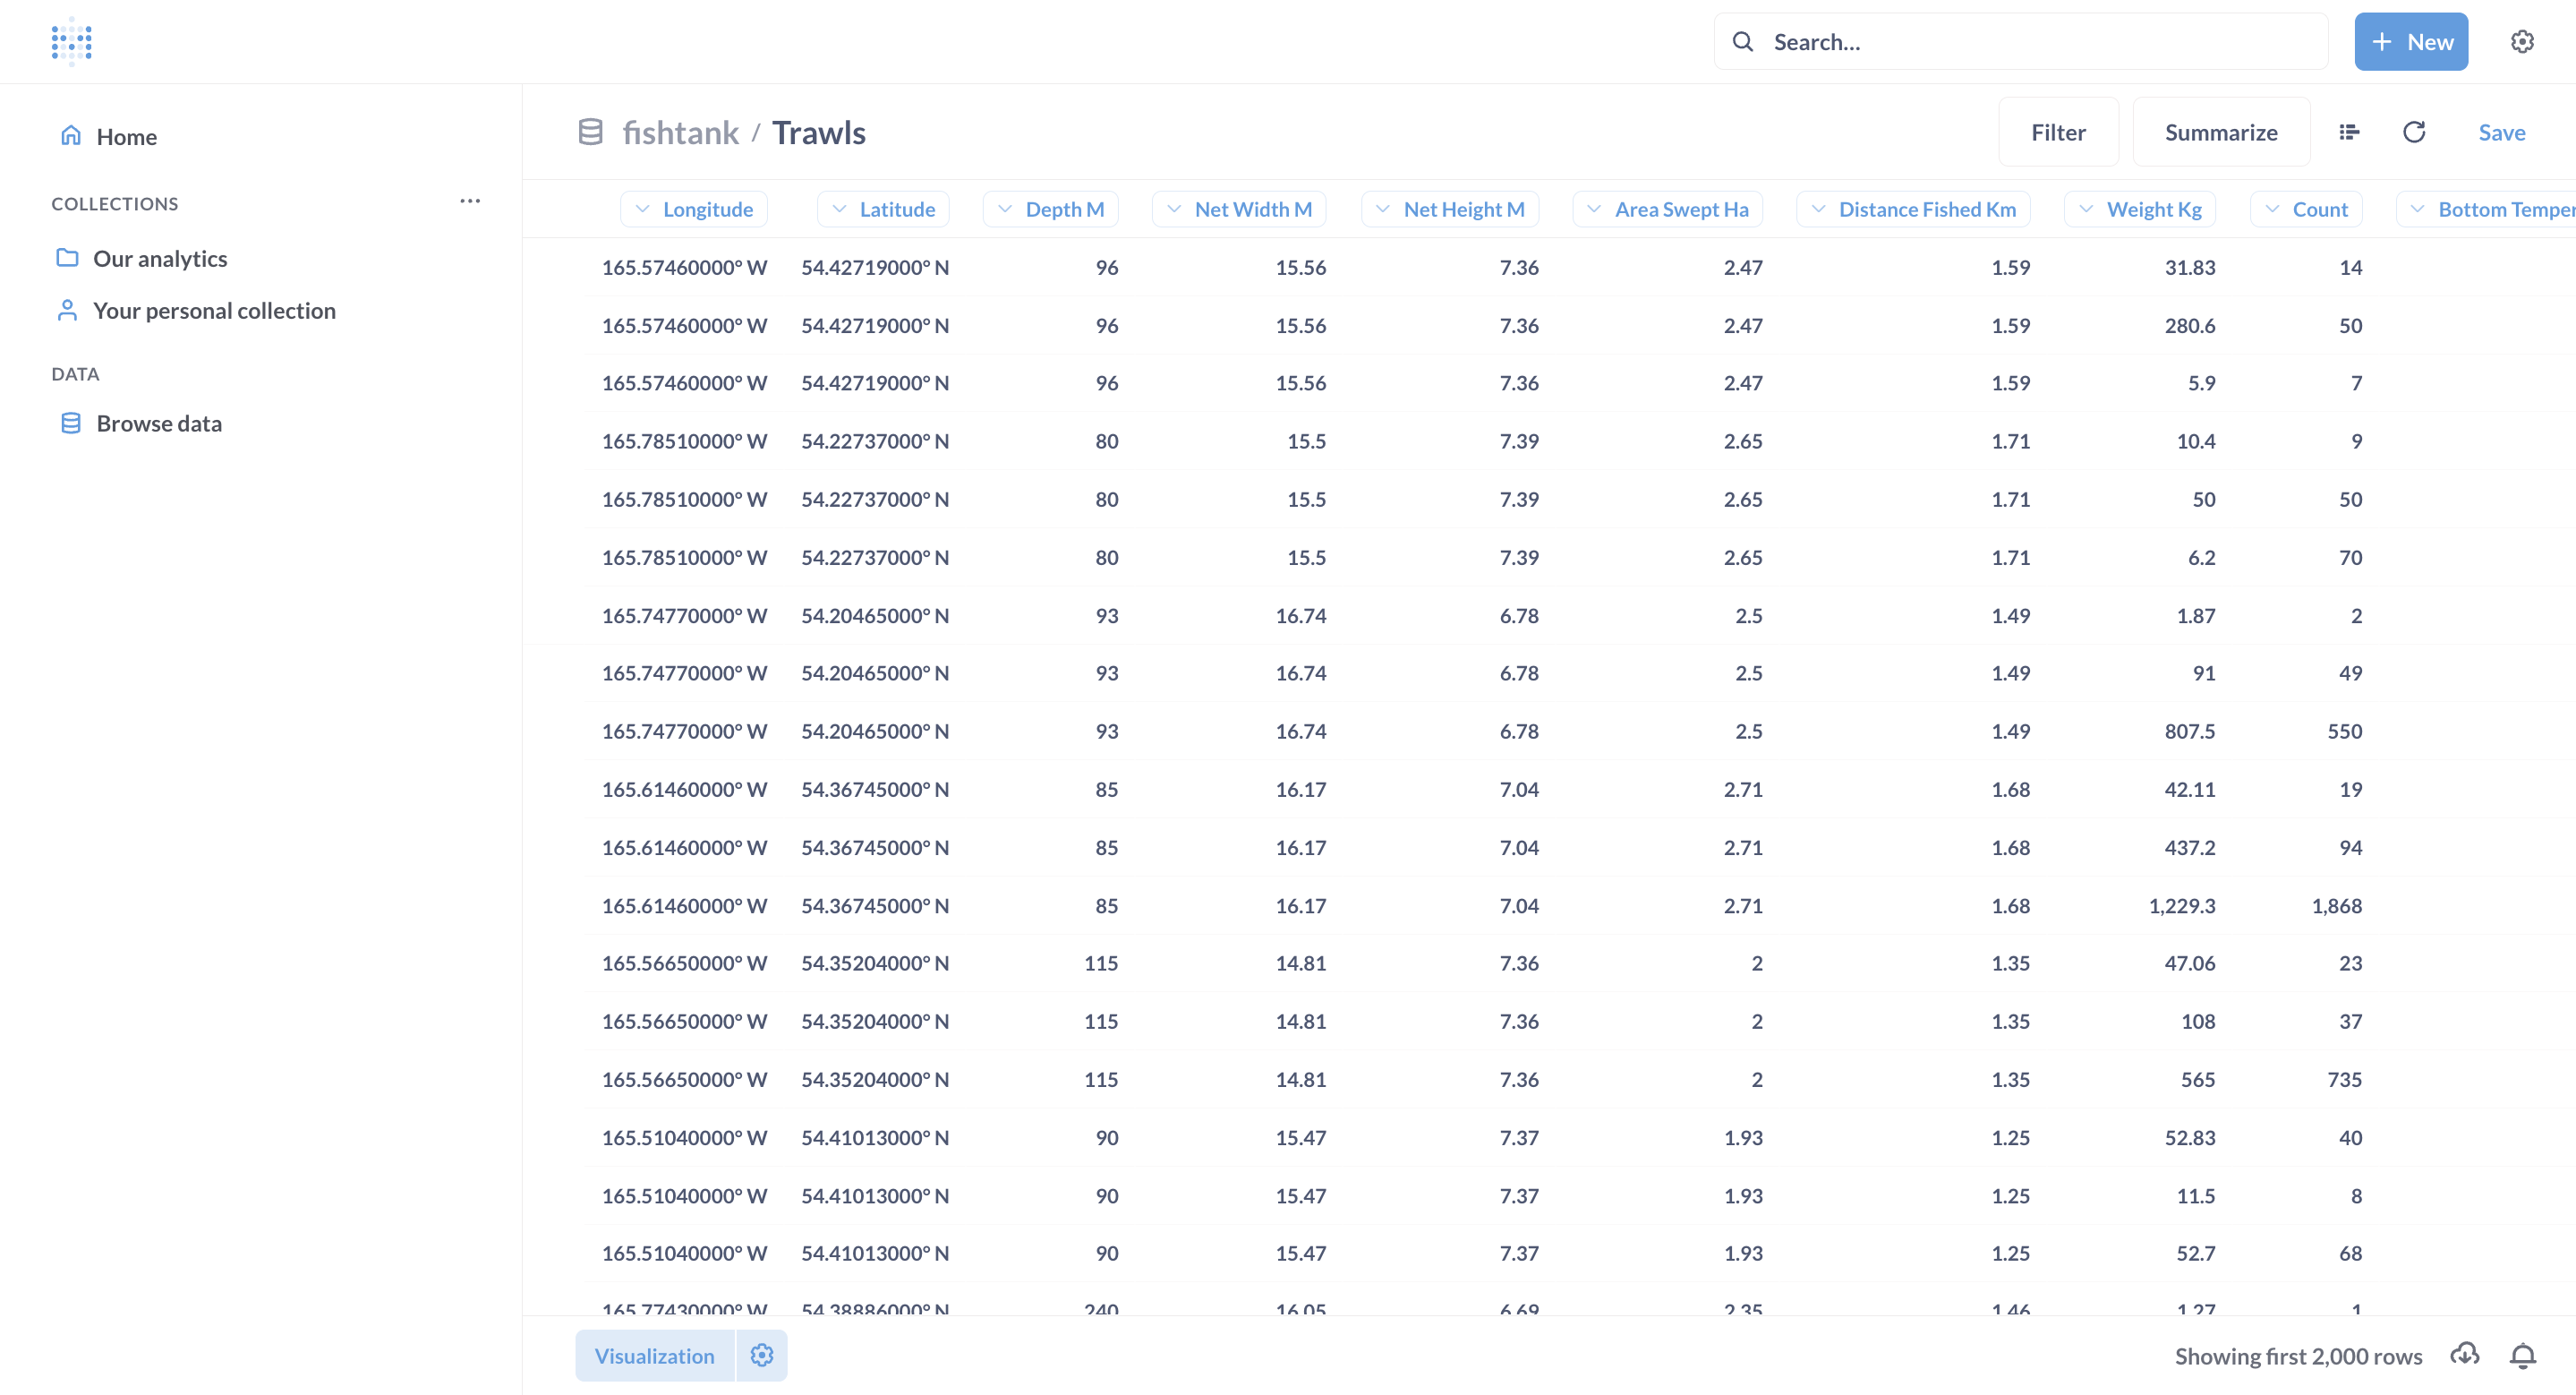 Search...
New
Home
COLLECTIONS
Our analytics
Your personal collection
DATA
Browse data
fishtank / Trawls
Filter Summarize Save
Longitude Latitude Depth M Net Width M Net Height M Area Swept Ha Distance Fished Km Weight Kg Count Bottom
165.57460000° W 54.42719000° N 96 15.56 7.36 2.47 1.59 31.83 14
165.57460000° W 54.42719000° N 96 15.56 7.36 2.47 1.59 280.6 50
165.57460000° W 54.42719000° N 96 15.56 7.36 2.47 1.59 5.9 7
165.78510000° W 54.22737000° N 80 15.5 7.39 2.65 1.71 10.4 9
165.78510000° W 54.22737000° N 80 15.5 7.39 2.65 1.71 50 50
165.78510000° W 54.22737000° N 80 15.5 7.39 2.65 1.71 6.2 70
165.74770000° W 54.20465000° N 93 16.74 6.78 2.5 1.49 1.87 2
165.74770000° W 54.20465000° N 93 16.74 6.78 2.5 1.49 91 49
165.74770000° W 54.20465000° N 93 16.74 6.78 2.5 1.49 807.5 550
165.61460000° W 54.36745000° N 85 16.17 7.04 2.71 1.68 42.11 19
165.61460000° W 54.36745000° N 85 16.17 7.04 2.71 1.68 437.2 94
165.61460000° W 54.36745000° N 85 16.17 7.04 2.71 1.68 1,229.3 1,868
165.56650000° W 54.35204000° N 115 14.81 7.36 2 1.35 47.06 23
165.56650000° W 54.35204000° N 115 14.81 7.36 2 1.35 108 37
165.56650000° W 54.35204000° N 115 14.81 7.36 2 1.35 565 735
165.51040000° W 54.41013000° N 90 15.47 7.37 1.93 1.25 52.83 40
165.51040000° W 54.41013000° N 90 15.47 7.37 1.93 1.25 11.5 8
165.51040000° W 54.41013000° N 90 15.47 7.37 1.93 1.25 52.7 68
165.77430000° W 54.38886000° N 240 16.05 6.69 2.35 1.46 1.27 1
Visualization
Showing first 2,000 rows